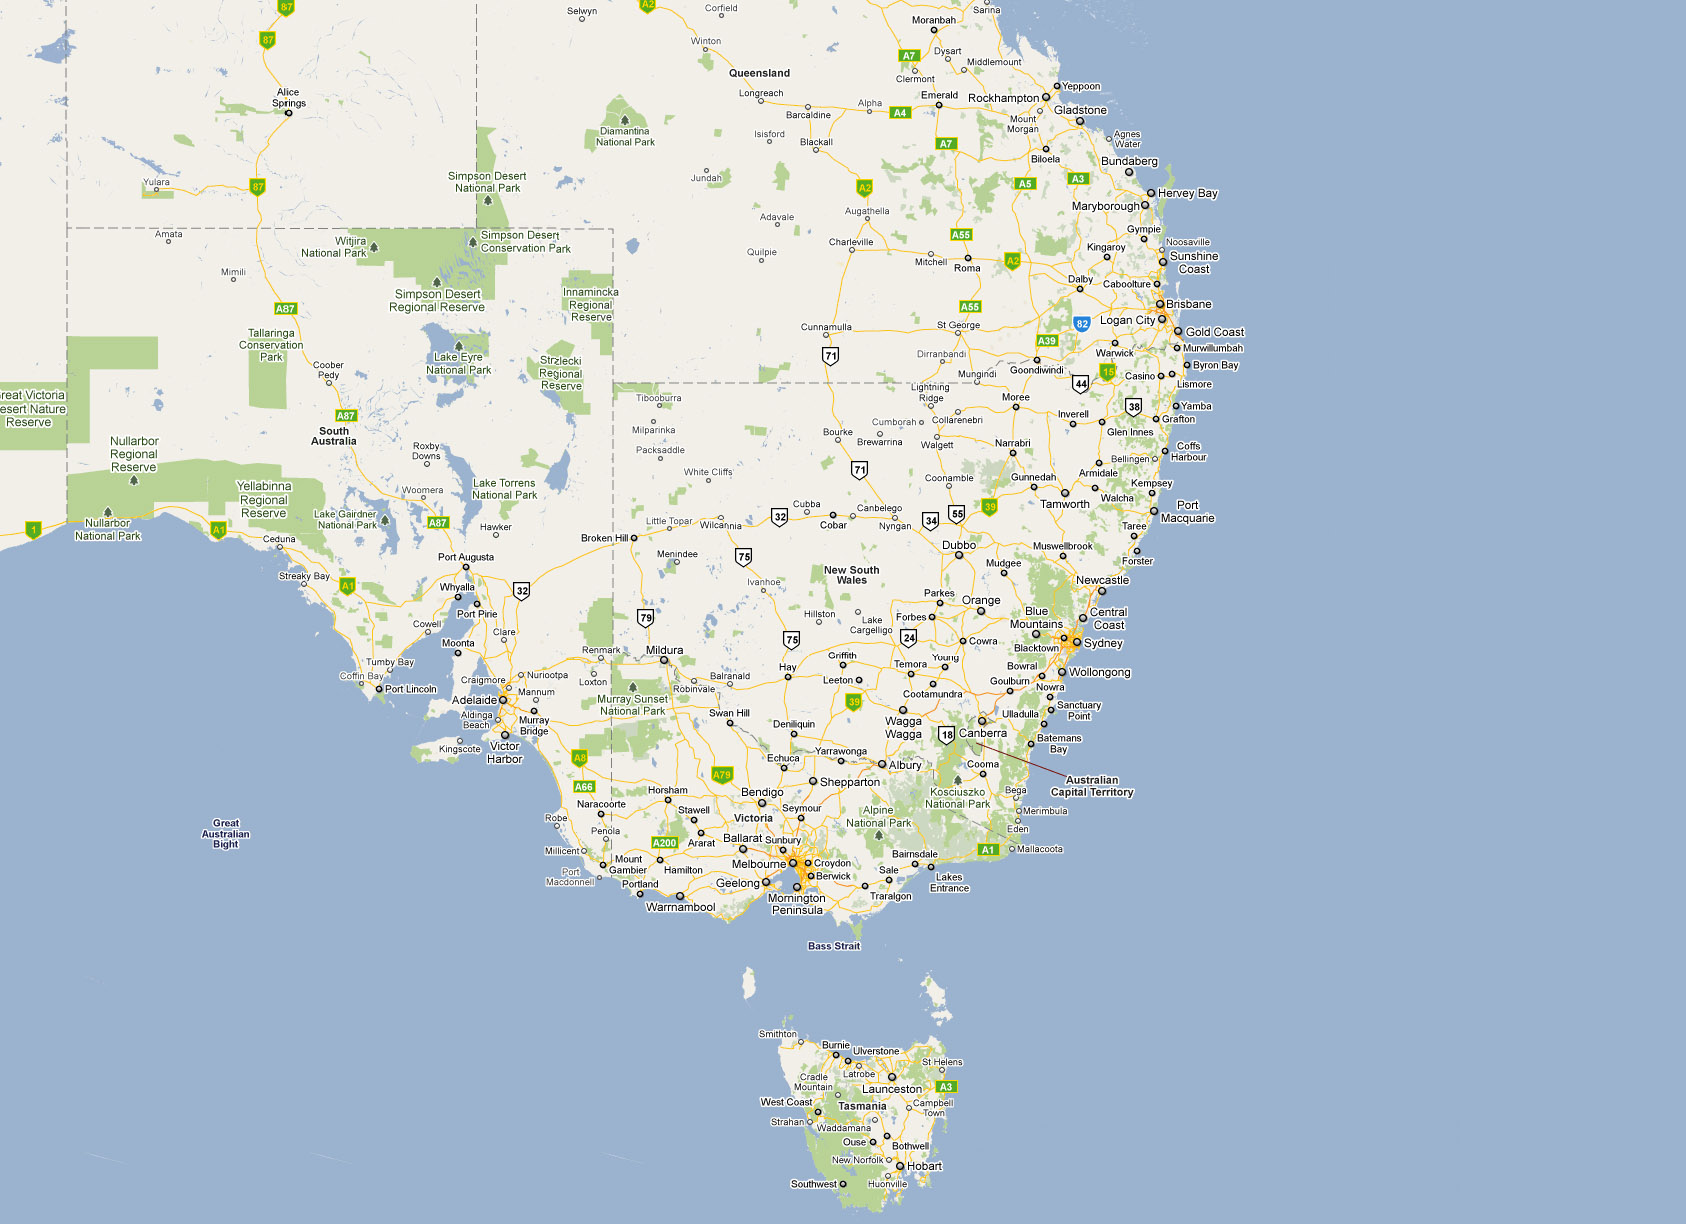 87
A2
Corfield
Selwyn
Sarina
Moranbah
87
Winton
A7
Dysart
Middlemount
Queensland
Clermont
Alice
Springs
Longreach
Emerald
Rockhampton
Yeppoon
Barcaldine
Alpha
A4
Gladstone
Mount
Morgan
Diamantina
National Park
Isisford
Blackall
A7
Agnes
Water
Biloela
Bundaberg
Yulara
87
Simpson Desert
National Park
Jundah
A2
A5
A3
Hervey Bay
Maryborough
Augathella
Adavale
Gympie
Amata
Witjira
National Park
Simpson Desert
Conservation Park
Charleville
A55
Noosaville
Kingaroy
Sunshine
Coast
Quilpie
Mitchell
Roma
A2
Mimili
Dalby
Caboolture
Simpson Desert
Regional Reserve
Innamincka
Regional
Reserve
A87
A55
Brisbane
Logan City
82
Tallaringa
Conservation
Park
Cunnamulla
St George
Gold Coast
A39
Murwillumbah
Lake Eyre
National Park
71
Dirranbandi
Warwick
Strzlecki
Regional
Reserve
Coober
Pedy
Goondiwindi
Byron Bay
Mungindi
15
Casino
Lismore
44
Great Victoria
Desert Nature
Reserve
Tibooburra
Lightning
Ridge
Moree
A87
38
Yamba
Inverell
Grafton
Collarenebri
Cumborah
Milparinka
South
Australia
Bourke
Brewarrina
Glen Innes
Nullarbor
Regional
Reserve
Roxby
Downs
Packsaddle
Walgett
Narrabri
Coffs
Harbour
Bellingen
White Cliffs
71
Armidale
Yellabinna
Regional
Reserve
Woomera
Lake Torrens
National Park
Coonamble
Gunnedah
Kempsey
Walcha
Tamworth
Port
Macquarie
Nullarbor
National Park
Lake Gairdner
National Park
A87
Hawker
Little Topar
Wilcannia
32
Cubba
Cobar
Canbelego
Nyngan
34
55
39
1
A1
Ceduna
Broken Hill
Taree
Dubbo
Muswellbrook
Forster
Port Augusta
Menindee
75
Mudgee
Streaky Bay
A1
Whyalla
32
New South
Wales
Ivanhoe
Newcastle
Port Pirie
Parkes
Orange
Cowell
79
Hillston
Lake
Cargelligo
Forbes
Blue
Mountains
Central
Coast
Clare
Moonta
75
24
Cowra
Sydney
Blacktown
Renmark
Mildura
Griffith
Young
Tumby Bay
Hay
Temora
Bowral
Wollongong
Coffin Bay
Nuriootpa
Loxton
Balranald
Leeton
Goulburn
Craigmore
Mannum
Robinvale
Cootamundra
Nowra
Port Lincoln
Adelaide
Murray Sunset
National Park
39
Sanctuary
Point
Aldinga
Beach
Murray
Bridge
Swan Hill
Wagga
Wagga
Ulladulla
Deniliquin
18
Canberra
Batemans
Bay
Kingscote
Victor
Harbor
Yarrawonga
A8
Echuca
Albury
Cooma
Australian
Capital Territory
A79
Shepparton
A66
Kosciuszko
National Park
Bega
Horsham
Bendigo
Naracoorte
Stawell
Seymour
Merimbula
Robe
Victoria
Alpine
National Park
Great
Australian
Bight
Eden
Penola
A200
Ararat
Ballarat
Sunbury
A1
Mallacoota
Millicent
Mount
Gambier
Hamilton
Melbourne
Croydon
Bairnsdale
Port
Macdonnell
Portland
Geelong
Berwick
Sale
Lakes
Entrance
Warrnambool
Mornington
Peninsula
Traralgon
Bass Strait
Smithton
Burnie
Ulverstone
St Helens
Latrobe
Cradle
Mountain
Launceston
A3
West Coast
Tasmania
Campbell
Town
Strahan
Waddamana
Ouse
Bothwell
New Norfolk
Hobart
Southwest
Huonville